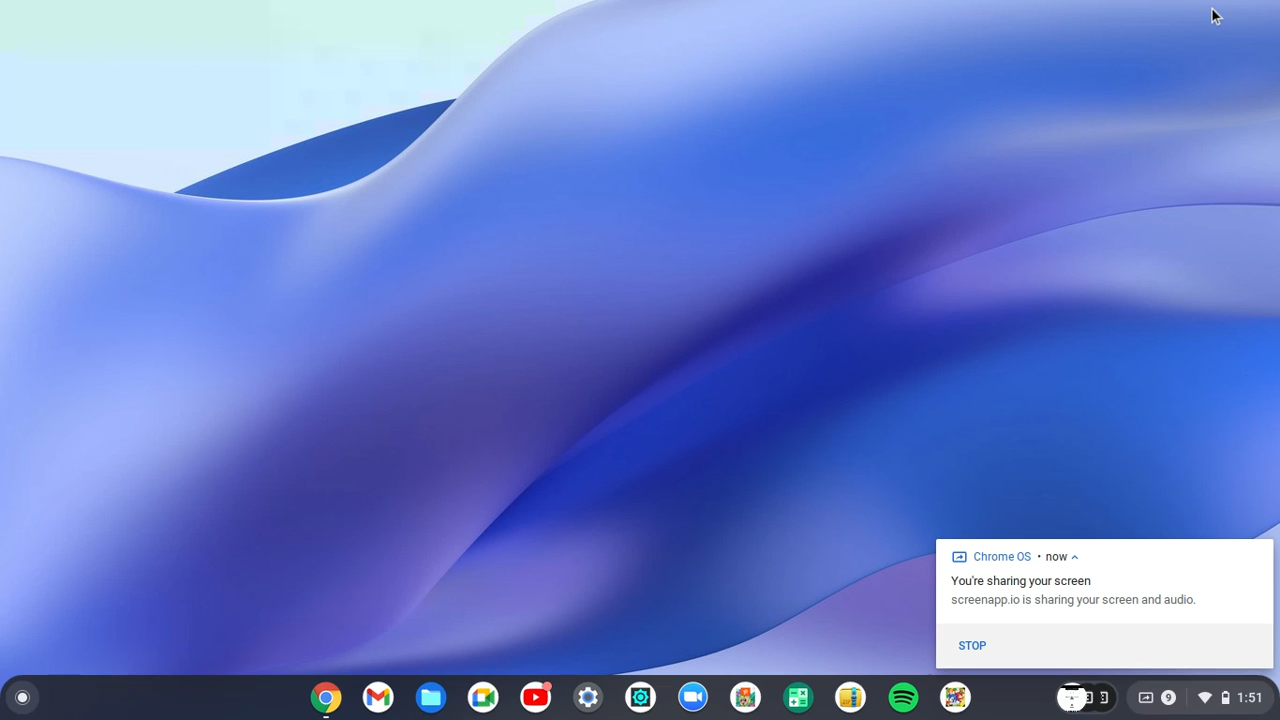 Chrome OS • now
You're sharing your screen
screenapp.io is sharing your screen and audio.
STOP
9
1:51